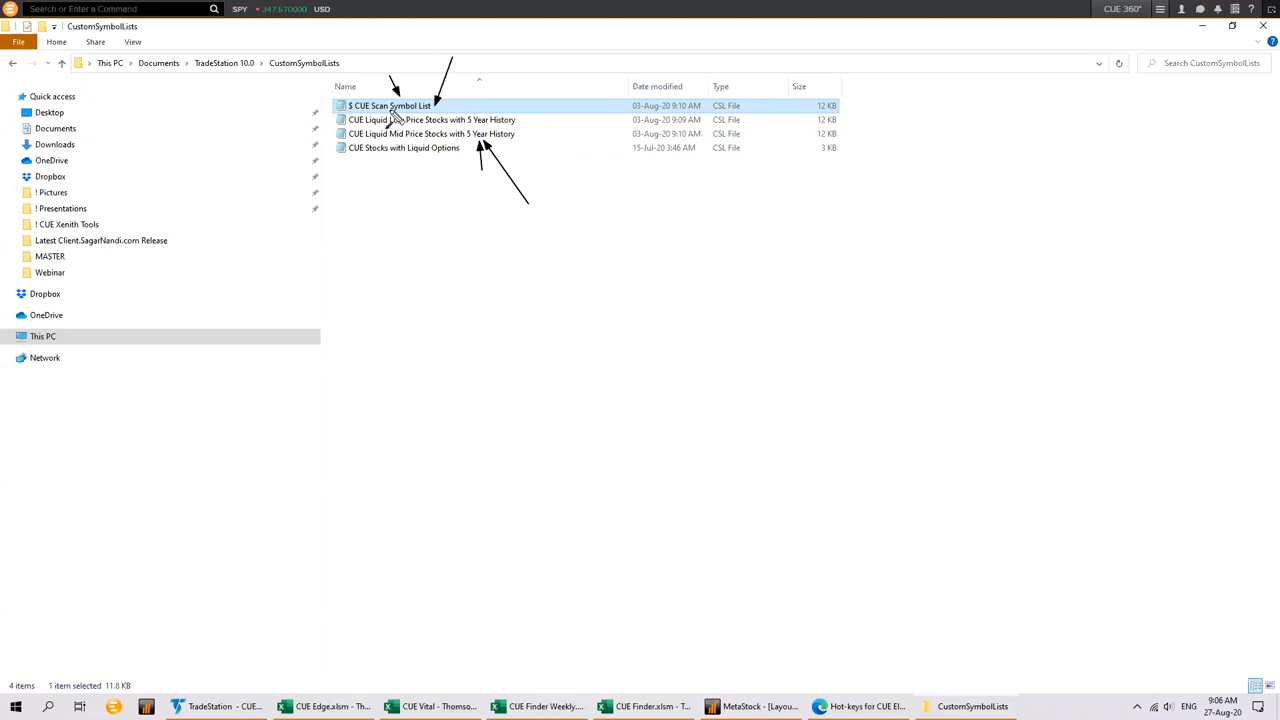 Search or Enter a Command SPY 347.570000 USD CUE 360°
CustomSymbolLists
File Home Share View
This PC Documents TradeStation 10.0 CustomSymbolLists Search CustomSymbolLists
Name Date modified Type Size
$ CUE Scan Symbol List 03-Aug-20 9:10 AM CSL File 12 KB
CUE Liquid Price Stocks with 5 Year History 03-Aug-20 9:09 AM CSL File 12 KB
CUE Liquid Mid Price Stocks with 5 Year History 03-Aug-20 9:10 AM CSL File 12 KB
CUE Stocks with Liquid Options 15-Jul-20 3:46 AM CSL File 3 KB
Quick access
Desktop
Documents
Downloads
OneDrive
Dropbox
! Pictures
! Presentations
! CUE Xenith Tools
Latest Client.SagarNandi.com Release
MASTER
Webinar
Dropbox
OneDrive
This PC
Network
4 items 1 item selected 11.8 KB
TradeStation - CUE... CUE Edge.xlsm - Th... CUE Vital - Thomso... CUE Finder Weekly.... CUE Finder.xlsm - T... MetaStock - [Layou... Hot-keys for CUE El... CustomSymbolLists ENG 9:06 AM
27-Aug-20